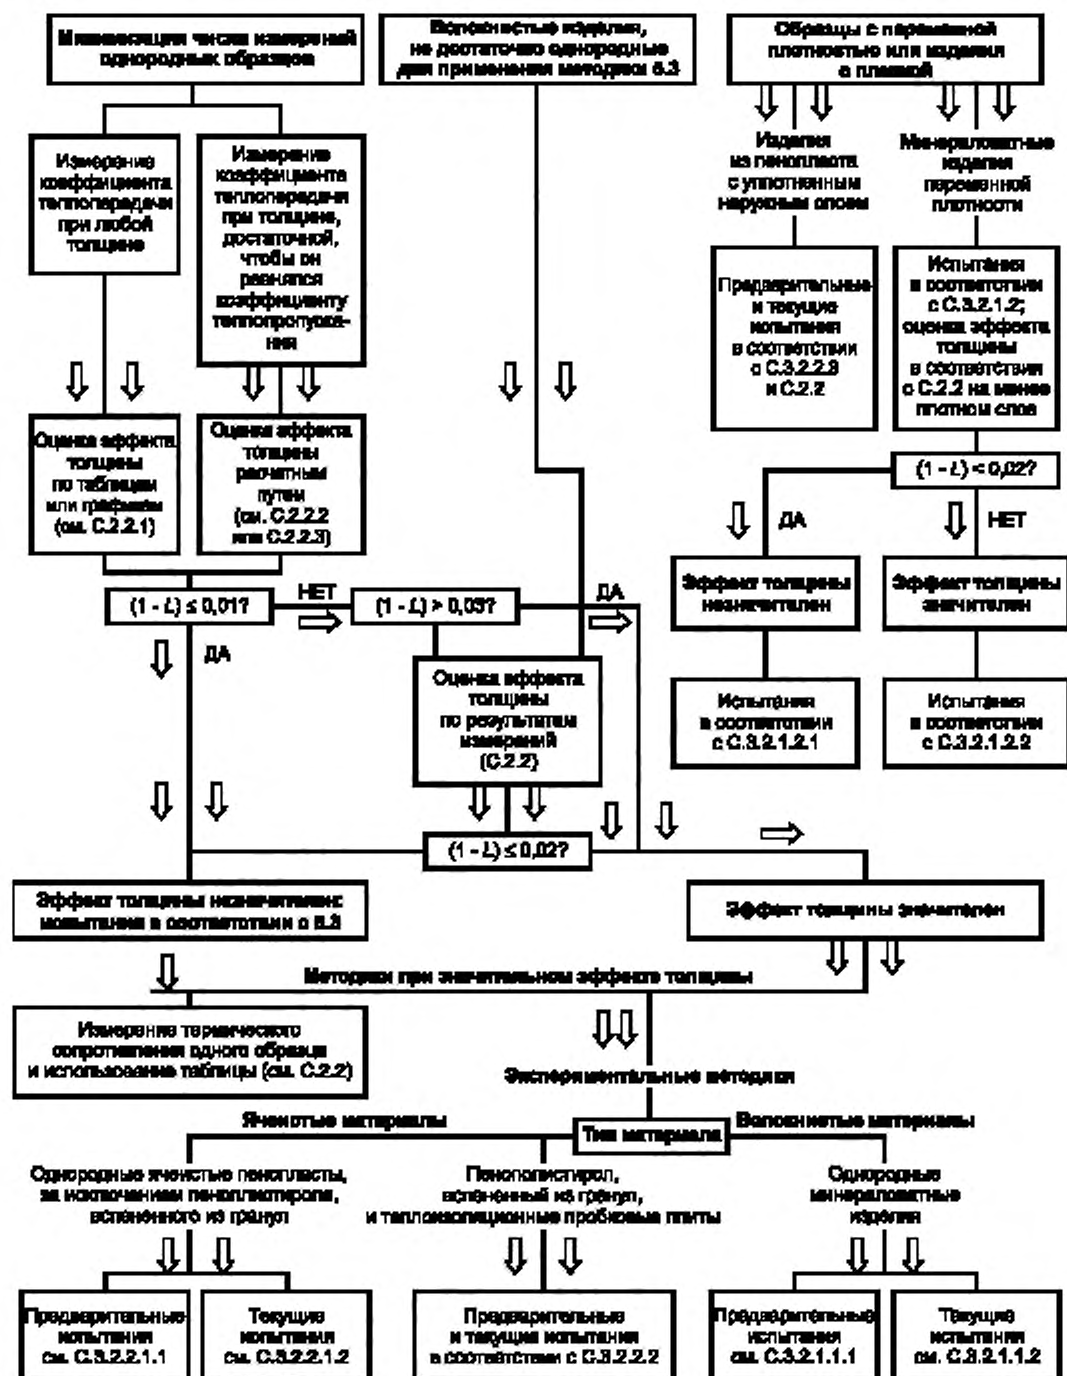 Минимизация числа измерений
однородных образцов
Волокнистые изделия,
не достаточно однородные
для применения методики 5.3
Образцы с переменной
плотностью или изделия
с пленкой
Измерение
коэффициента
теплопередачи
при любой
толщине
Измерение
коэффициента
теплопередачи
при толщине,
достаточной,
чтобы он
равнялся
коэффициенту
теплопропуска-
ния
Изделия
из пенопласта
с уплотненным
наружным слоем
Минераловатные
изделия
переменной
плотности
Предварительные
и текущие
испытания
в соответствии
с С.3.2.2.3
и С.2.2
Испытания
в соответствии
с С.3.2.1.2;
оценка эффекта
толщины
в соответствии
с С.2.2 на менее
плотном слое
Оценка эффекта
толщины
по таблицам
или графикам
(см. С.2.2.1)
Оценка эффекта
толщины
расчетным
путем
(см. С.2.2.2
или С.2.2.3)
(1 - L) < 0,02?
ДА
НЕТ
Эффект толщины
незначителен
Эффект толщины
значителен
(1 - L) ≤ 0,01?
НЕТ
(1 - L) > 0,03?
ДА
ДА
Оценка эффекта
толщины
по результатам
измерений
(С.2.2)
Испытания
в соответствии
с С.3.2.1.2.1
Испытания
в соответствии
с С.3.2.1.2.2
(1 - L) ≤ 0,02?
Эффект толщины незначителен:
испытания в соответствии с 5.3
Эффект толщины значителен
Методики при значительном эффекте толщины
Измерение термического
сопротивления одного образца
и использование таблицы (см. С.2.2)
Экспериментальные методики
Ячеистые материалы
Тип материала
Волокнистые материалы
Однородные ячеистые пенопласты,
за исключением пенополистирола,
вспененного из гранул
Пенополистирол,
вспененный из гранул,
и теплоизоляционные пробковые плиты
Однородные
минераловатные
изделия
Предварительные
испытания
см. С.3.2.2.1.1
Текущие
испытания
см. С.3.2.2.1.2
Предварительные
и текущие испытания
в соответствии с С.3.2.2.2
Предварительные
испытания
см. С.3.2.1.1.1
Текущие
испытания
см. С.3.2.1.1.2